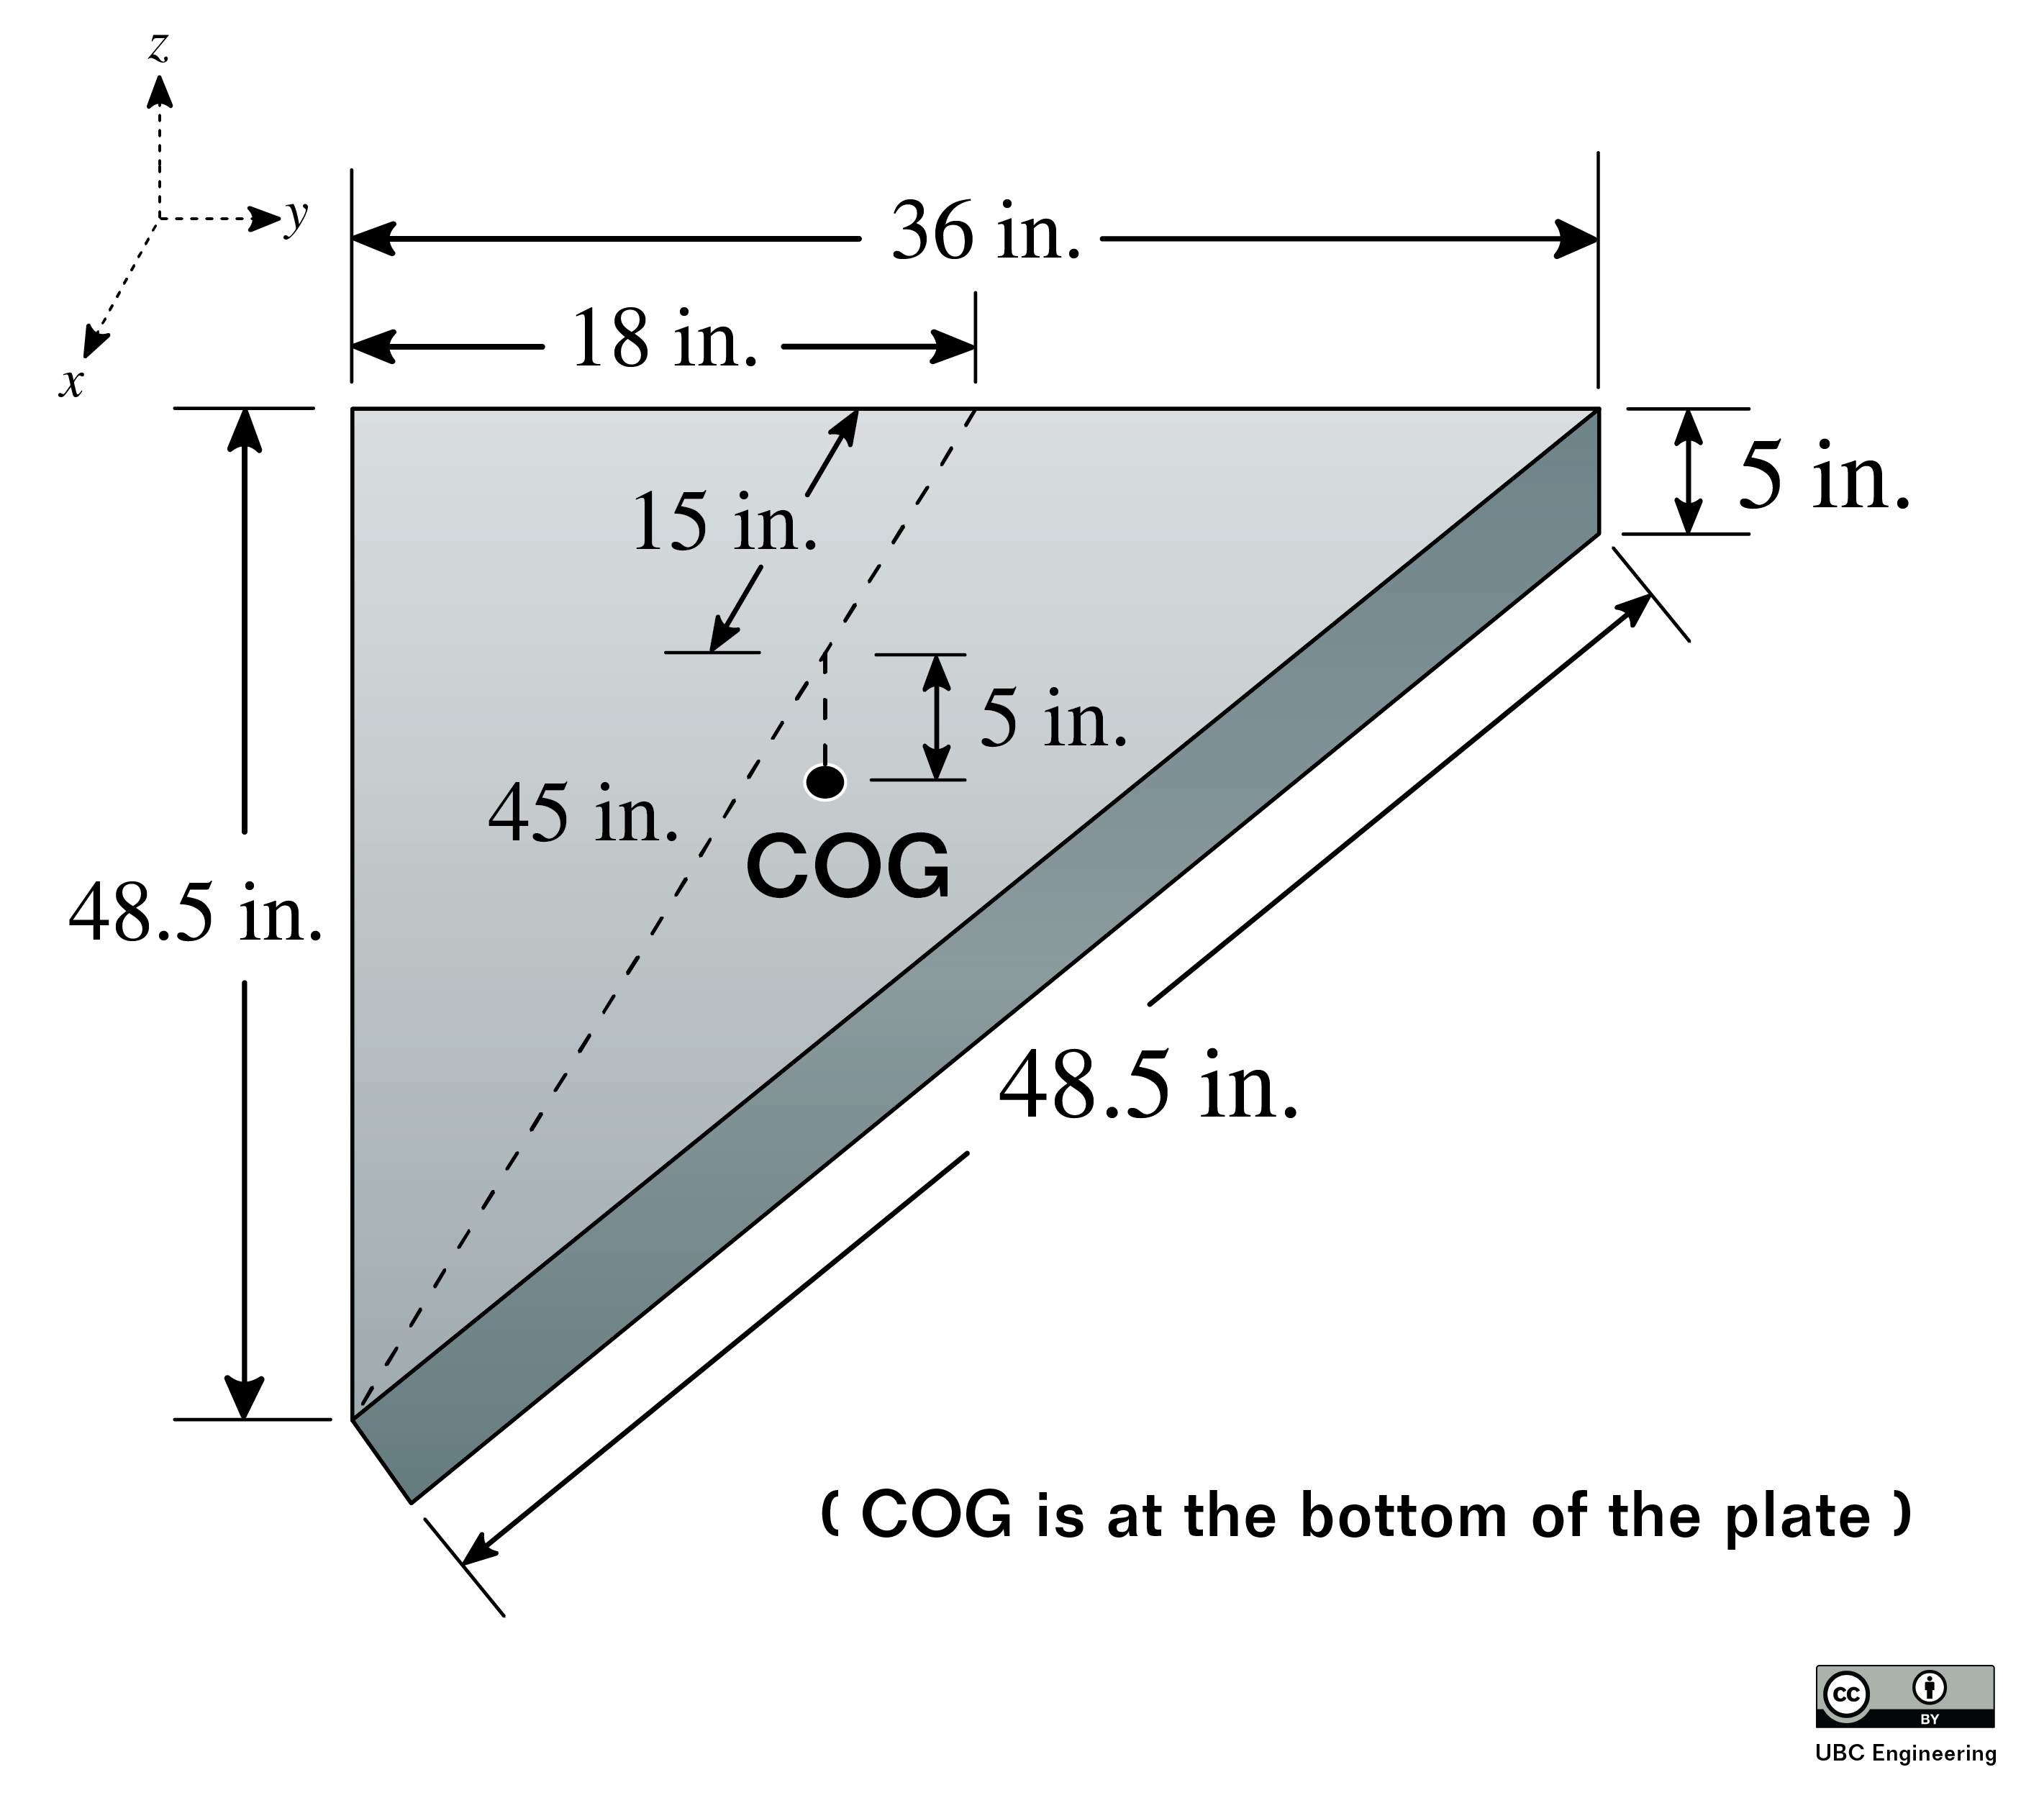 z
y
x
36 in.
18 in.
15 in.
5 in.
5 in.
45 in.
COG
48.5 in.
48.5 in.
( COG is at the bottom of the plate )
cc
BY
UBC Engineering